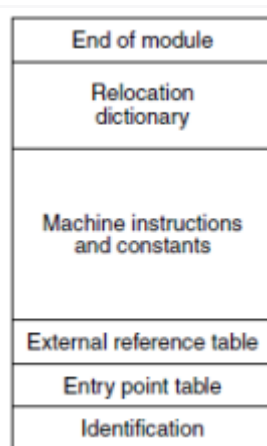 End of module
Relocation
dictionary
Machine instructions
and constants
External reference table
Entry point table
Identification